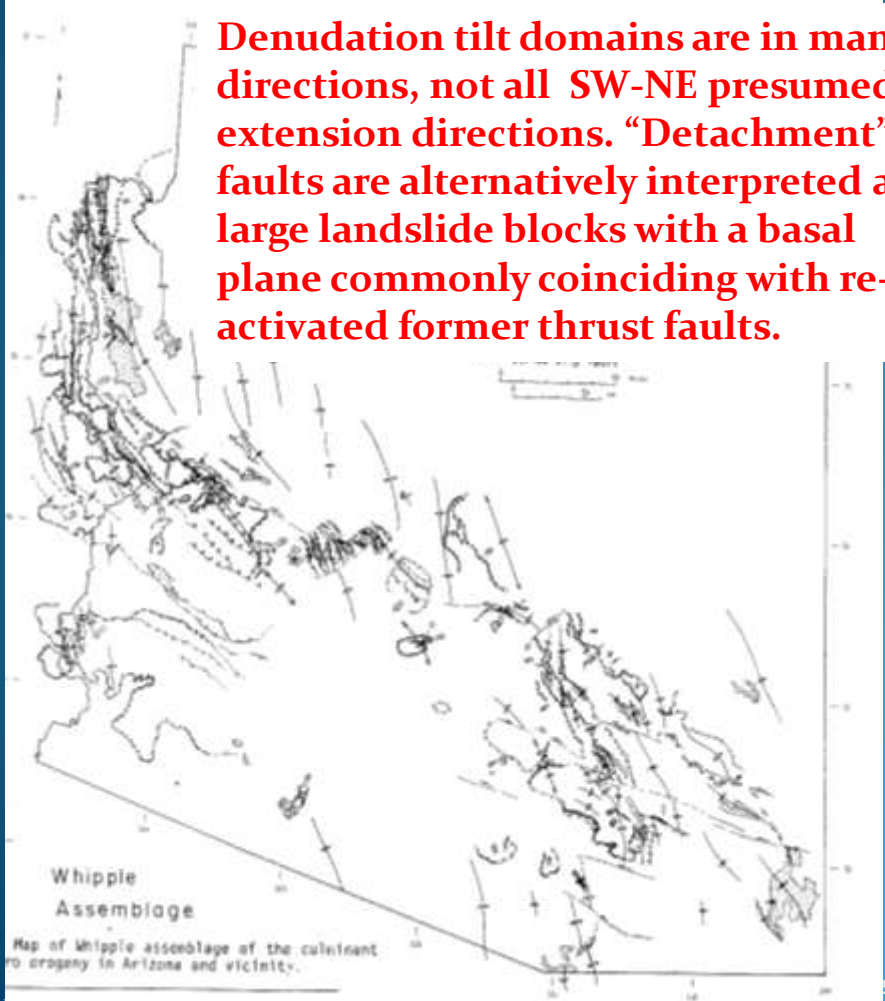 Denudation tilt domains are in man
directions, not all SW-NE presumed
extension directions. “Detachment”
faults are alternatively interpreted a
large landslide blocks with a basal
plane commonly coinciding with re-
activated former thrust faults.
Whipple
Assemblage
Map of Whipple assemblage of the culminant
ro orogeny in Arizona and vicinity.